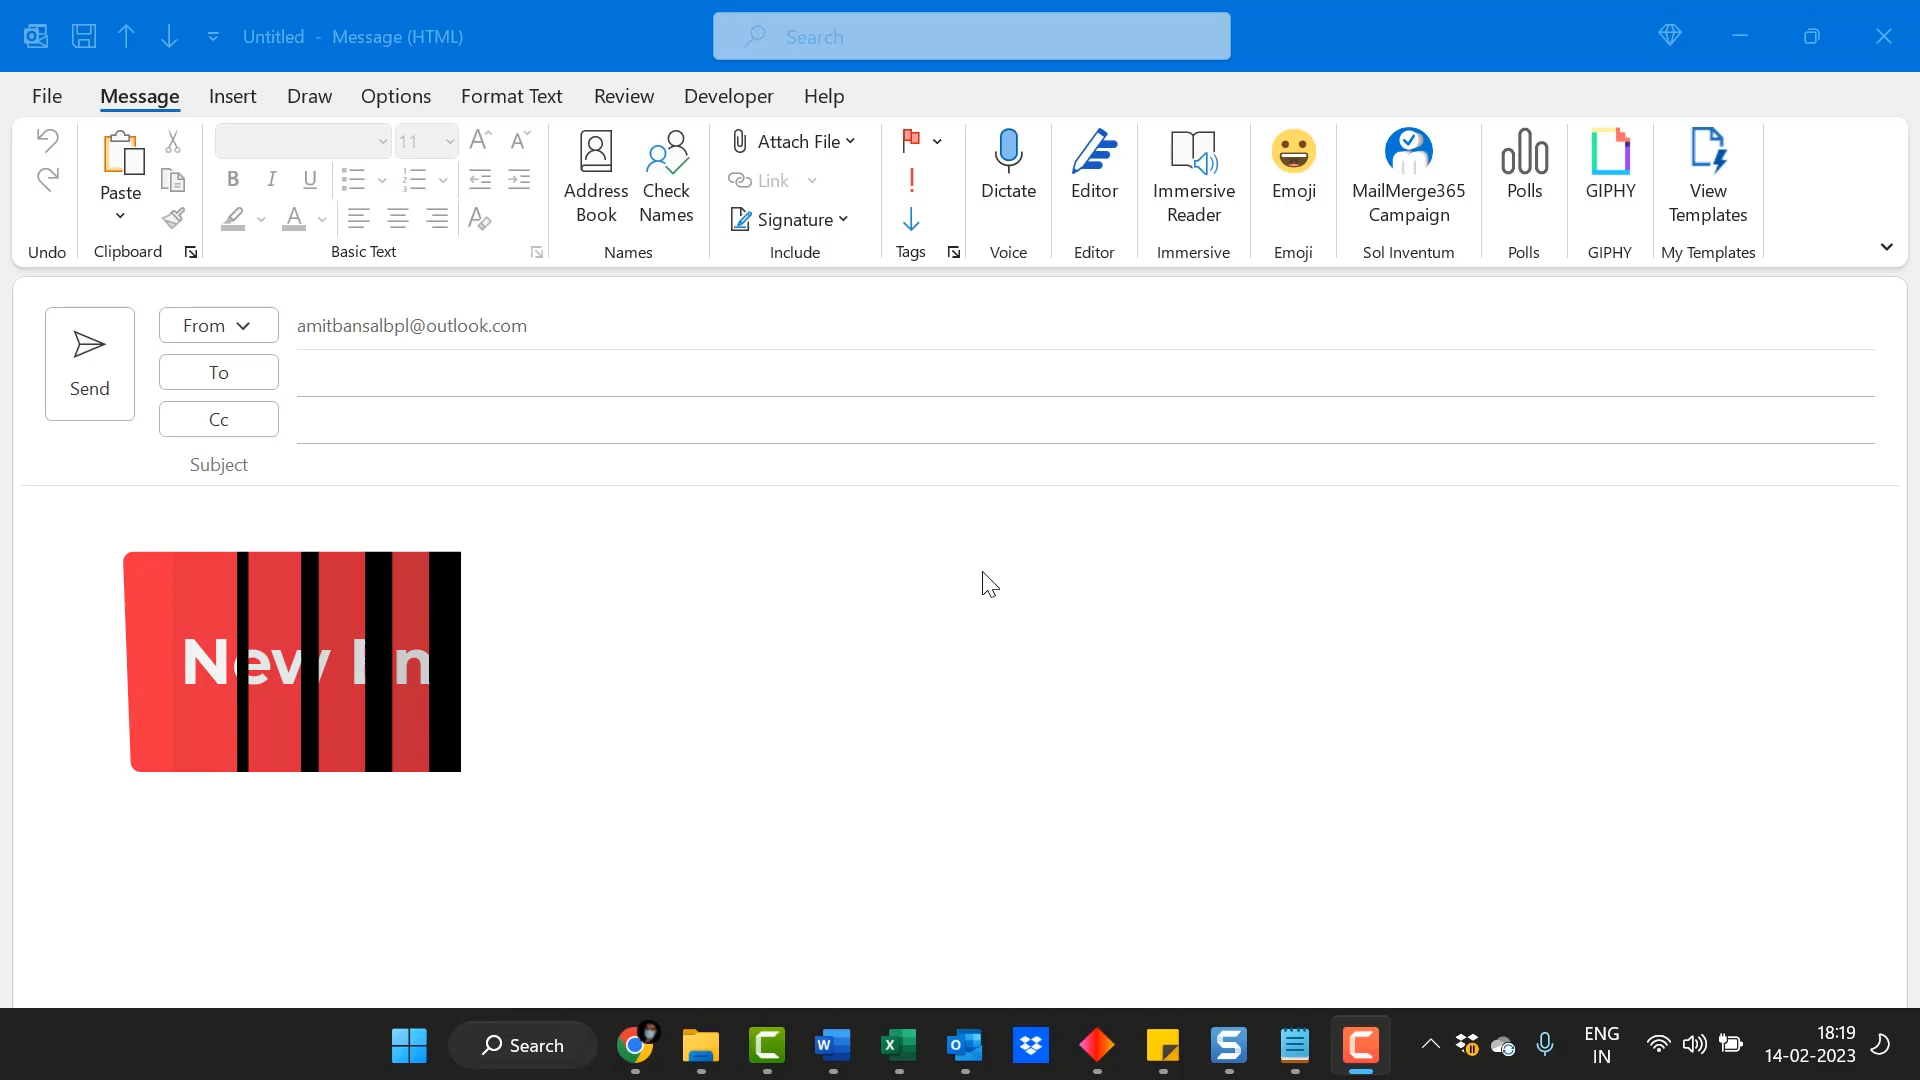 Untitled - Message (HTML)
Search
File Message Insert Draw Options Format Text Review Developer Help
11
Paste
B I U
Address Book
Check Names
Attach File
Link
Signature
Dictate
Editor
Immersive Reader
Emoji
MailMerge365 Campaign
Polls
GIPHY
View Templates
Undo Clipboard Basic Text Names Include Tags Voice Editor Immersive Emoji Sol Inventum Polls GIPHY My Templates
Send
From amitbansalbpl@outlook.com
To
Cc
Subject
New
Search
ENG
IN
18:19
14-02-2023